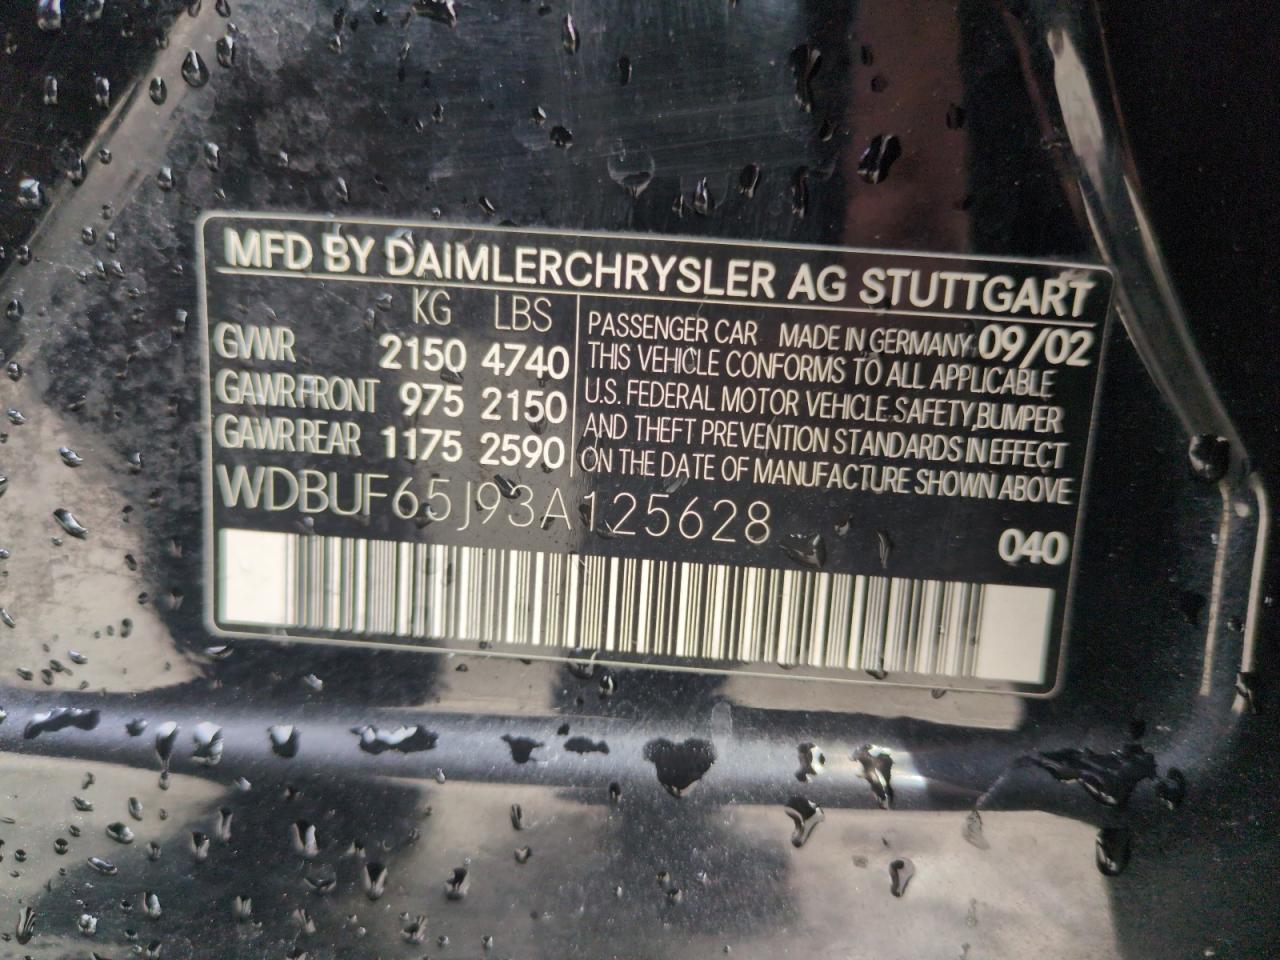 MFD BY DAIMLERCHRYSLER AG STUTTGART
KG LBS
GVWR 2150 4740
GAWR FRONT 975 2150
GAWR REAR 1175 2590
PASSENGER CAR MADE IN GERMANY 09/02
THIS VEHICLE CONFORMS TO ALL APPLICABLE
U.S. FEDERAL MOTOR VEHICLE SAFETY, BUMPER
AND THEFT PREVENTION STANDARDS IN EFFECT
ON THE DATE OF MANUFACTURE SHOWN ABOVE
WDBUF65J93A125628
040